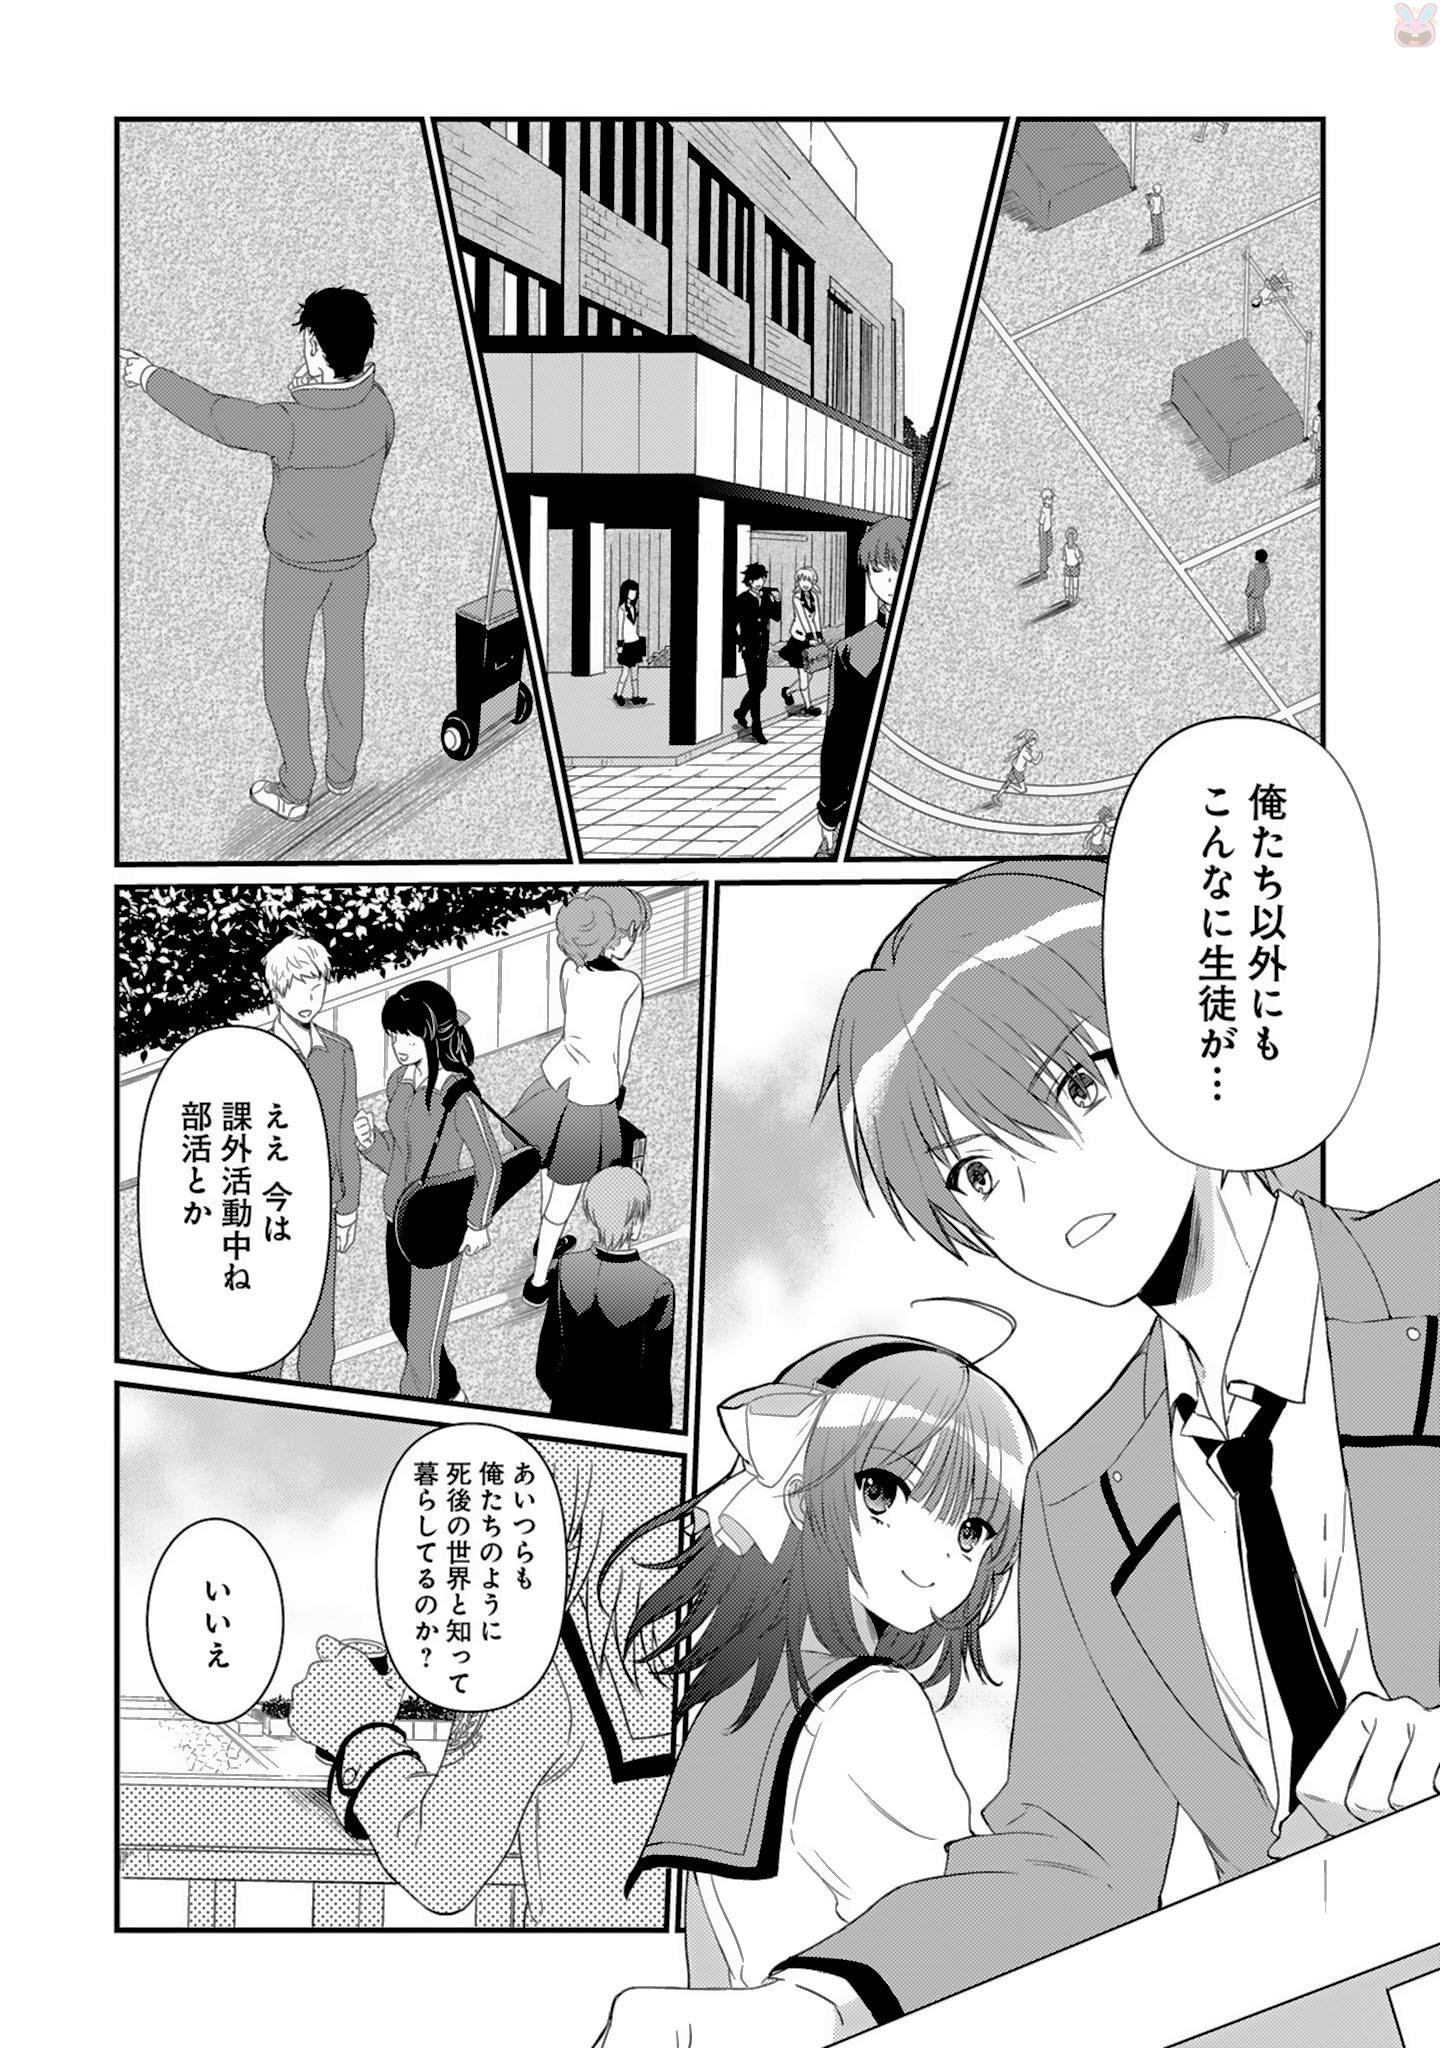 俺たち以外にも
こんなに生徒が…
ええ 今は
課外活動中ね
部活とか
あいつらも
俺たちのように
死後の世界と知って
暮らしてるのか?
いいえ